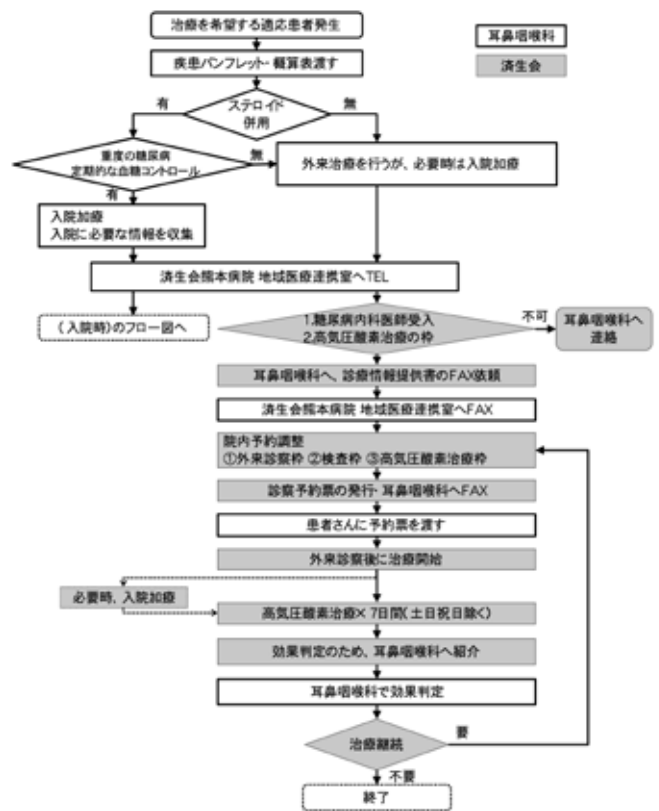 治療を希望する適応患者発生
耳鼻咽喉科
済生会
疾患パンフレット・概算表渡す
有
ステロイド
併用
無
重度の糖尿病
定期的な血糖コントロール
無
外来治療を行うが、必要時は入院加療
有
入院加療
入院に必要な情報を収集
済生会熊本病院 地域医療連携室へTEL
(入院時)のフロー図へ
1.糖尿病内科医師受入
2.高気圧酸素治療の枠
不可
耳鼻咽喉科へ
連絡
耳鼻咽喉科へ、診療情報提供書のFAX依頼
済生会熊本病院 地域医療連携室へFAX
院内予約調整
①外来診察枠 ②検査枠 ③高気圧酸素治療枠
診察予約票の発行・耳鼻咽喉科へFAX
患者さんに予約票を渡す
外来診察後に治療開始
必要時、入院加療
高気圧酸素治療× 7日間(土日祝日除く)
効果判定のため、耳鼻咽喉科へ紹介
耳鼻咽喉科で効果判定
治療継続
要
不要
終了